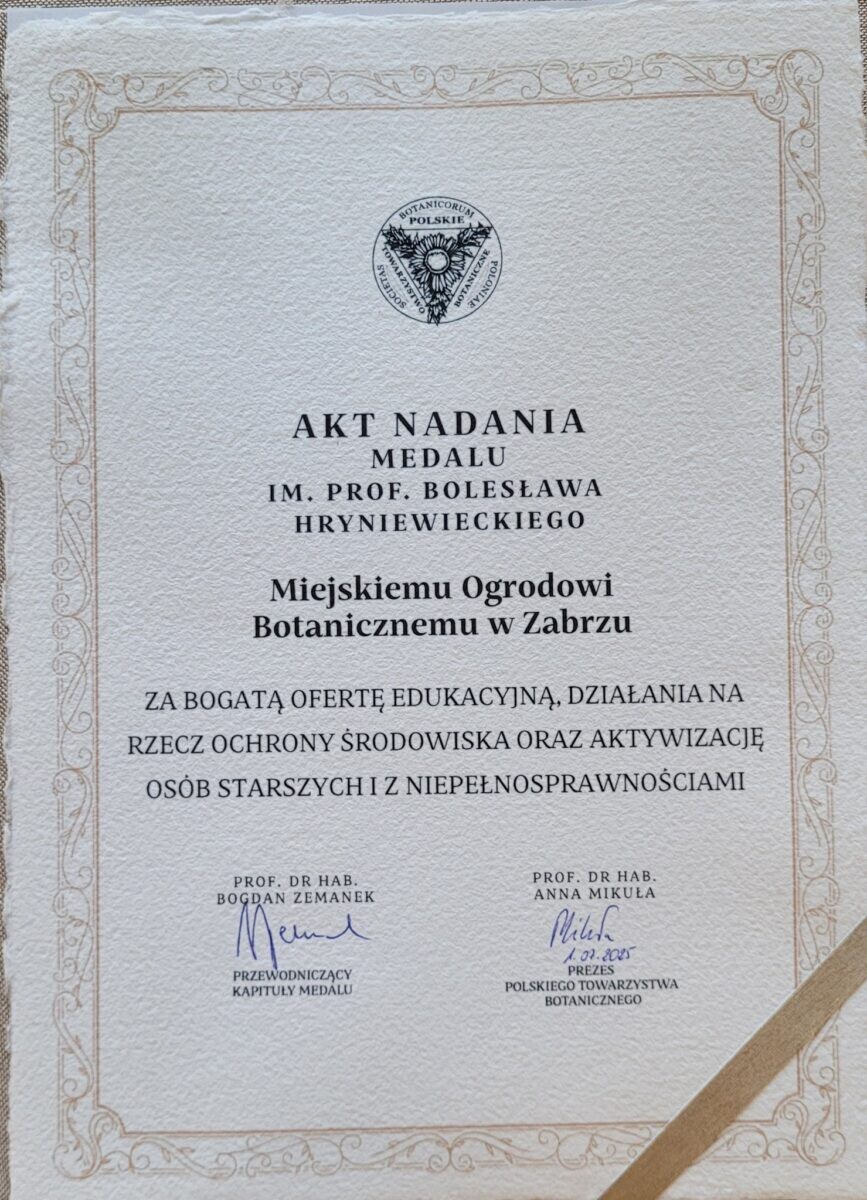 BOTANICORUM
POLSKIE
SOCIETAS
TOWARZYSTWO
BOTANICZNE
POLONIAE
AKT NADANIA
MEDALU
IM. PROF. BOLESŁAWA
HRYNIEWIECKIEGO
Miejskiemu Ogrodowi
Botanicznemu w Zabrzu
ZA BOGATĄ OFERTĘ EDUKACYJNĄ, DZIAŁANIA NA
RZECZ OCHRONY ŚRODOWISKA ORAZ AKTYWIZACJĘ
OSÓB STARSZYCH I Z NIEPEŁNOSPRAWNOŚCIAMI
PROF. DR HAB.
BOGDAN ZEMANEK
PRZEWODNICZĄCY
KAPITUŁY MEDALU
PROF. DR HAB.
ANNA MIKUŁA
1.07.2025
PREZES
POLSKIEGO TOWARZYSTWA
BOTANICZNEGO